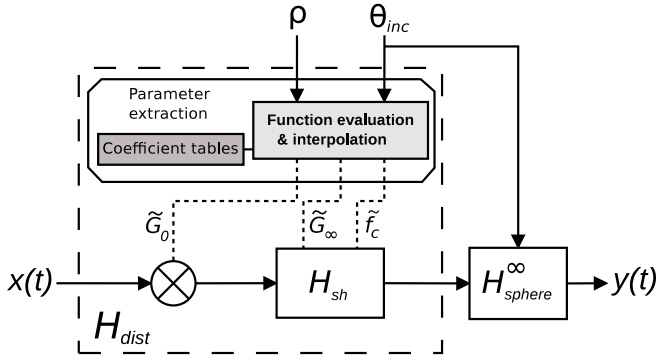 ρ θinc
Parameter
extraction
Function evaluation
& interpolation
Coefficient tables
G̃0 G̃∞ f̃c
x(t) Hsh H∞sphere y(t)
Hdist